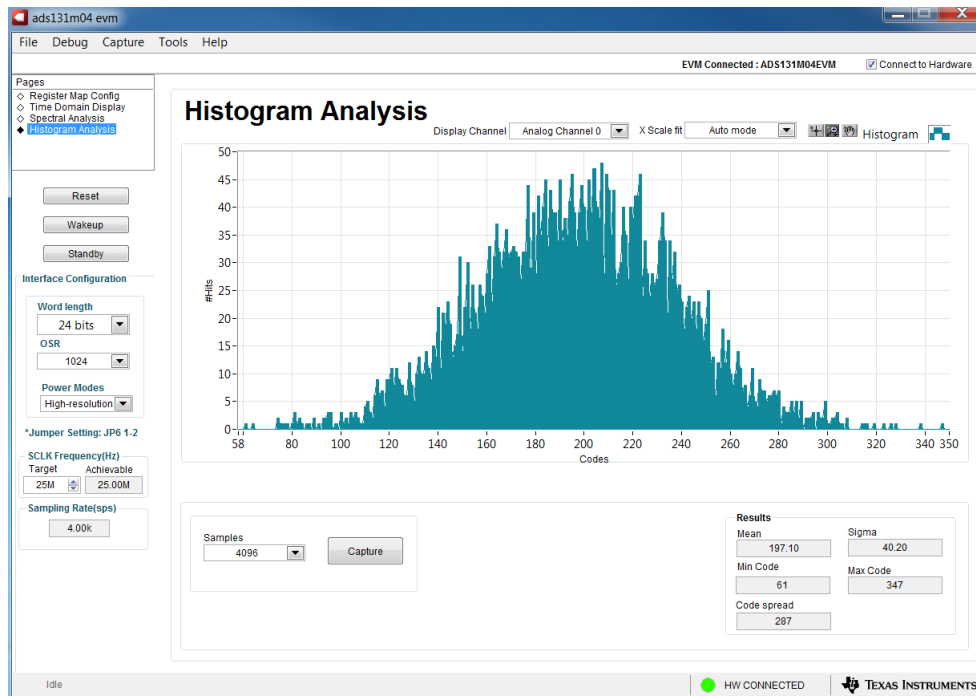 ads131m04 evm
File Debug Capture Tools Help
EVM Connected : ADS131M04EVM Connect to Hardware
Pages
Register Map Config
Time Domain Display
Spectral Analysis
Histogram Analysis
Reset
Wakeup
Standby
Interface Configuration
Word length
24 bits
OSR
1024
Power Modes
High-resolution
*Jumper Setting: JP6 1-2
SCLK Frequency(Hz)
Target Achievable
25M 25.00M
Sampling Rate(sps)
4.00k
Histogram Analysis
Display Channel Analog Channel 0 X Scale fit Auto mode Histogram
50
45
40
35
30
25
20
15
10
5
0
#Hits
58 80 100 120 140 160 180 200 220 240 260 280 300 320 340 350
Codes
Samples
4096
Capture
Results
Mean Sigma
197.10 40.20
Min Code Max Code
61 347
Code spread
287
Idle HW CONNECTED TEXAS INSTRUMENTS